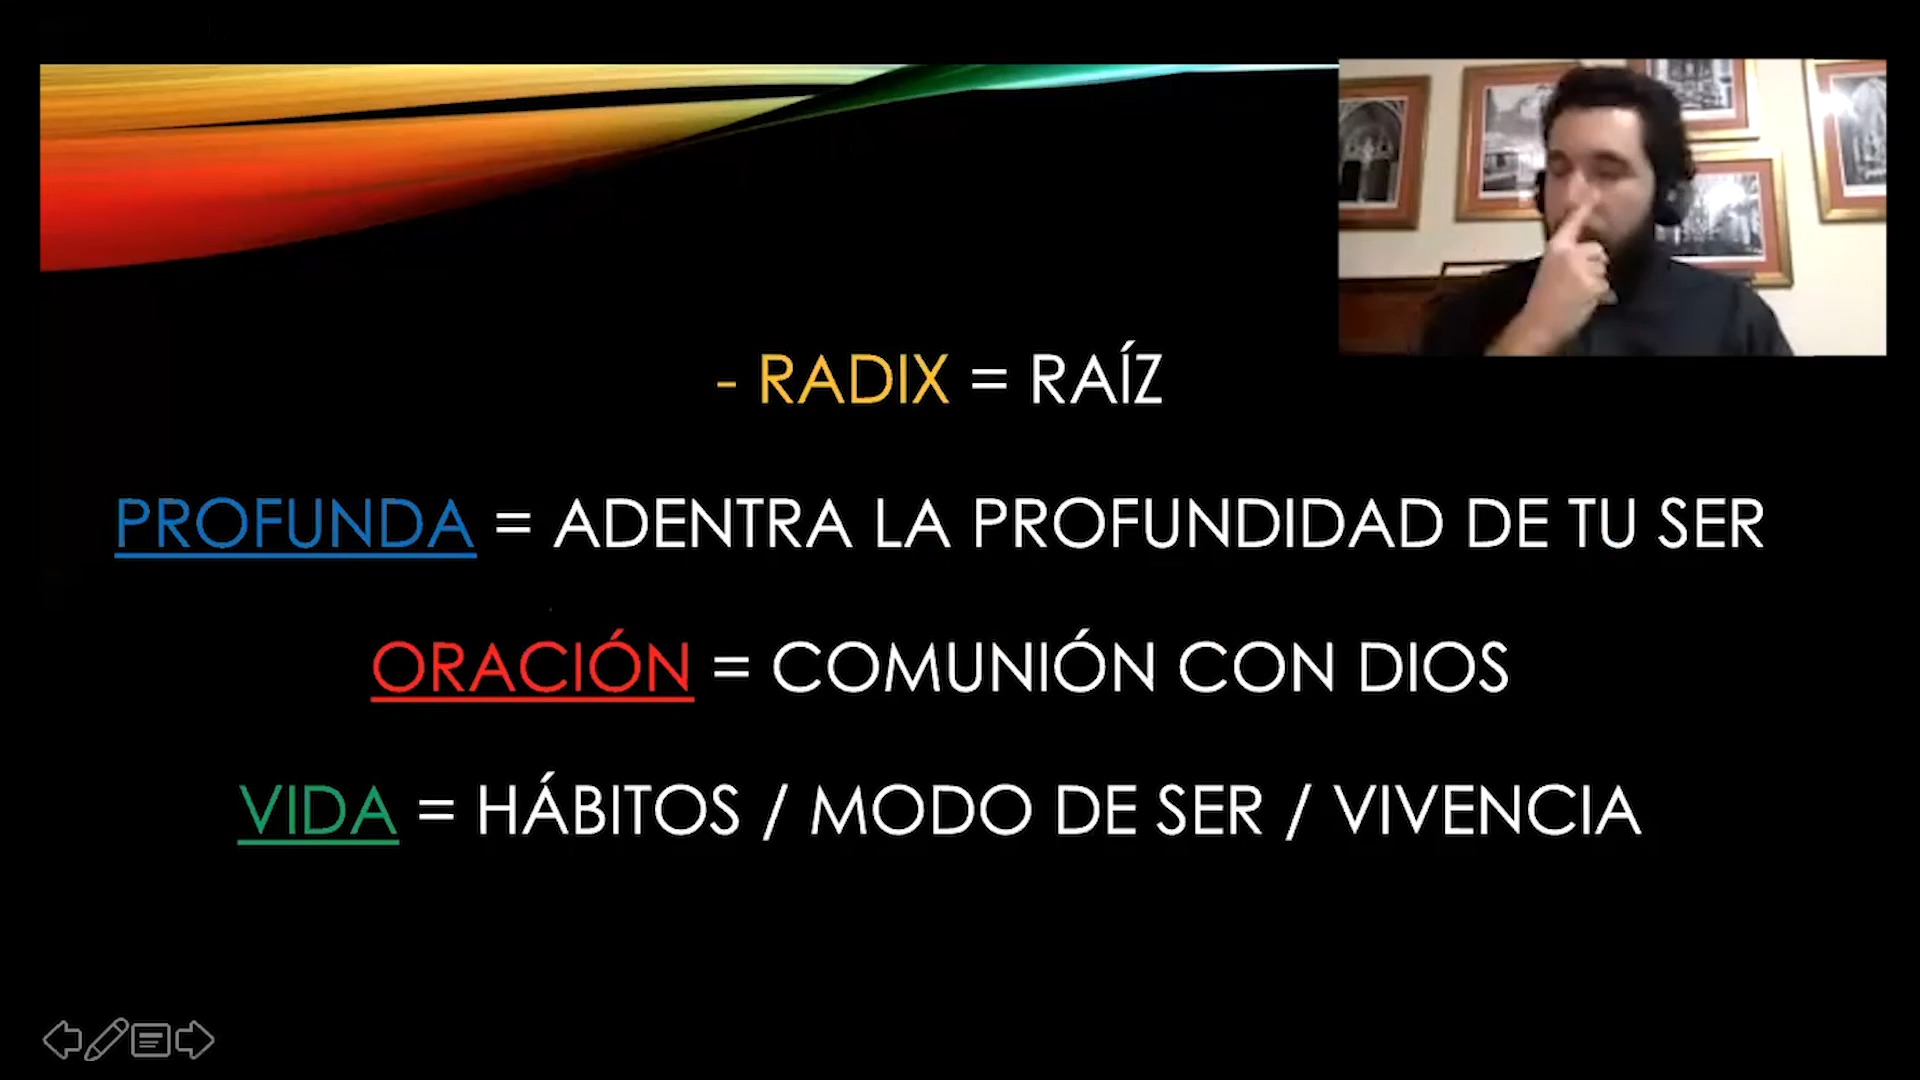 - RADIX = RAÍZ
PROFUNDA = ADENTRA LA PROFUNDIDAD DE TU SER
ORACIÓN = COMUNIÓN CON DIOS
VIDA = HÁBITOS / MODO DE SER / VIVENCIA